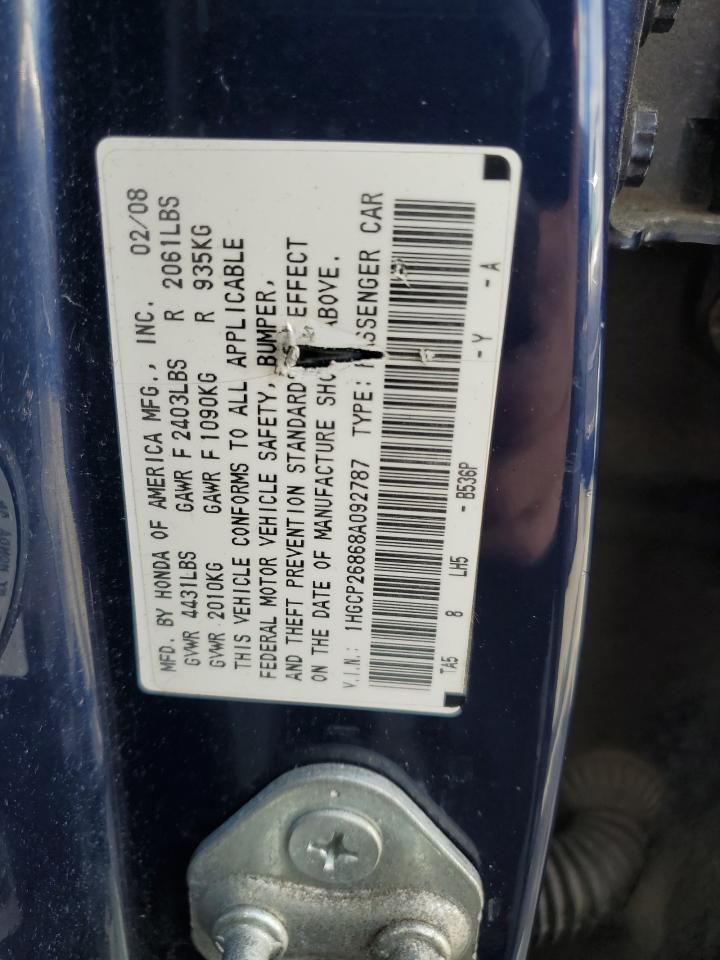 MFD. BY HONDA OF AMERICA MFG., INC. 02/08
GVWR 4431LBS GAWR F 2403LBS R 2061LBS
GVWR 2010KG GAWR F 1090KG R 935KG
THIS VEHICLE CONFORMS TO ALL APPLICABLE
FEDERAL MOTOR VEHICLE SAFETY, BUMPER,
AND THEFT PREVENTION STANDARD EFFECT
ON THE DATE OF MANUFACTURE SHO ABOVE.
V.I.N.: 1HGCP26868A092787 TYPE: PASSENGER CAR
TA5 8 LH5 - B536P - Y - A